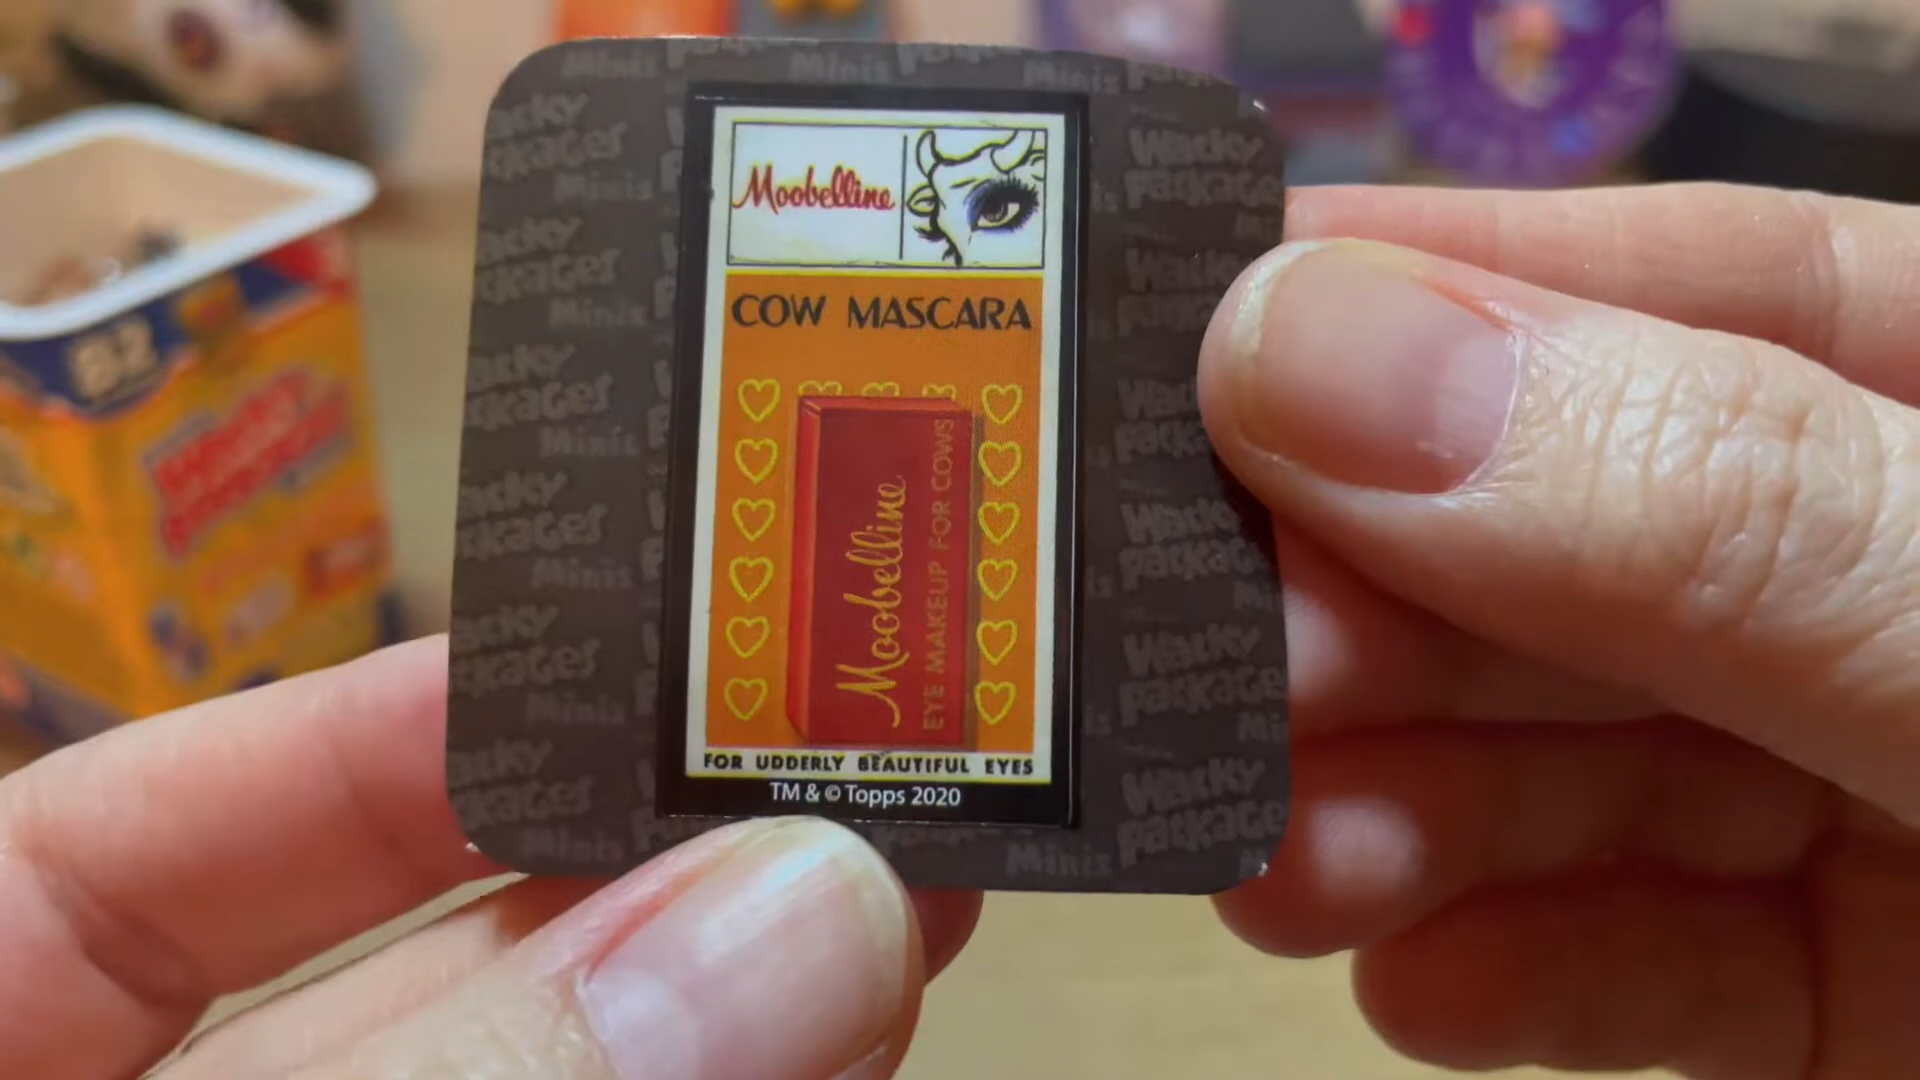 Moobelline
COW MASCARA
Moobelline
EYE MAKEUP FOR COWS
FOR UDDERLY BEAUTIFUL EYES
TM & © Topps 2020
Wacky
Packages
Minis